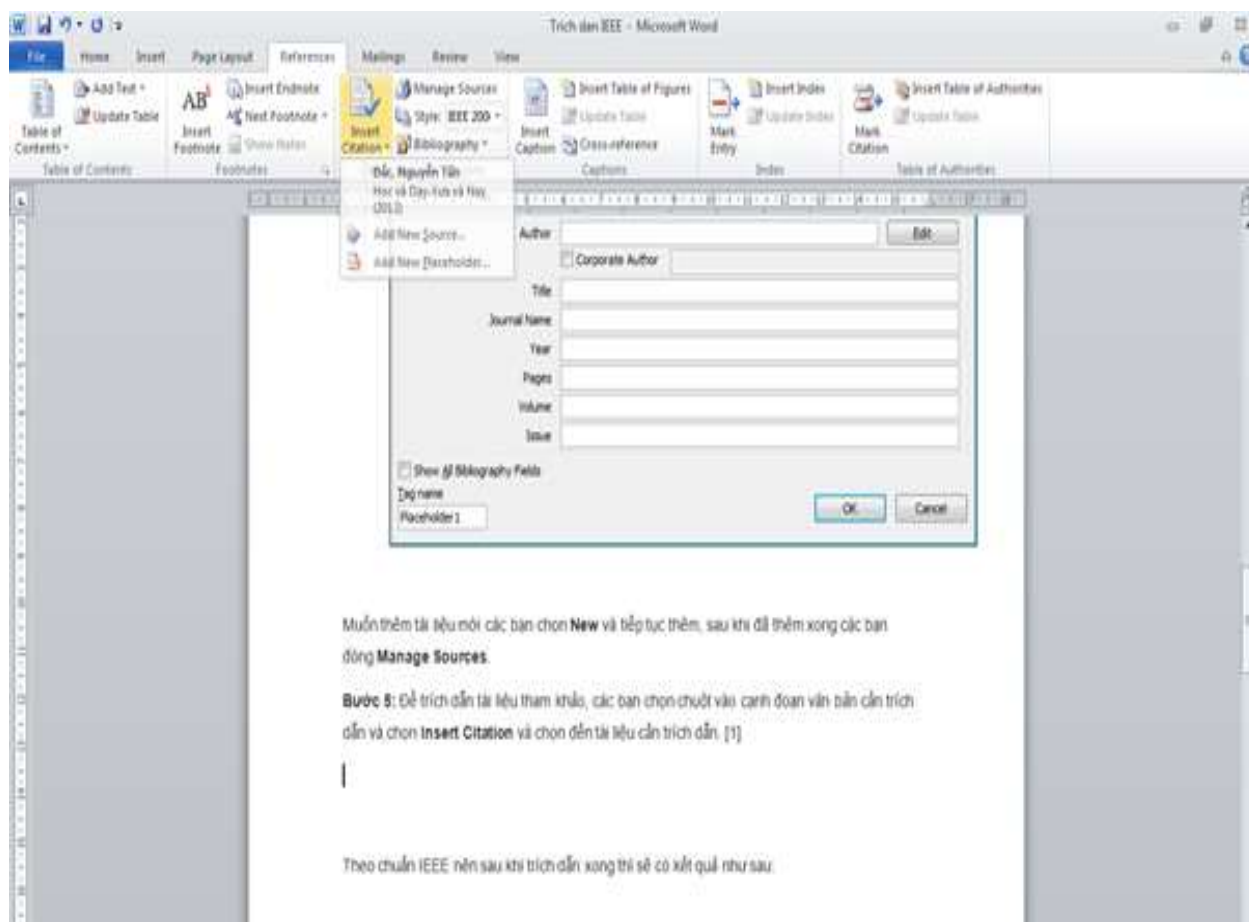 Trich dan IEEE - Microsoft Word
File Home Insert Page Layout References Mailings Review View
Table of Contents
Add Text
Update Table
Table of Contents
AB
Insert Footnote
Insert Endnote
Next Footnote
Show Notes
Footnotes
Insert Citation
Manage Sources
Style: IEEE 200
Bibliography
Insert Caption
Insert Table of Figures
Update Table
Cross-reference
Captions
Mark Entry
Insert Index
Update Index
Index
Mark Citation
Insert Table of Authorities
Update Table
Table of Authorities
Đắc, Nguyễn Tấn
Học và Dạy-Xưa và Nay,
(2012)
Add New Source...
Add New Placeholder...
Author
Edit
Corporate Author
Title
Journal Name
Year
Pages
Volume
Issue
Show All Bibliography Fields
Tag name
Placeholder1
OK Cancel
Muốn thêm tài liệu mới các bạn chọn New và tiếp tục thêm, sau khi đã thêm xong các bạn
đóng Manage Sources.
Bước 5: Để trích dẫn tài liệu tham khảo, các bạn chọn chuột vào cạnh đoạn văn bản cần trích
dẫn và chọn Insert Citation và chọn đến tài liệu cần trích dẫn. [1]
Theo chuẩn IEEE nên sau khi trích dẫn xong thì sẽ có kết quả như sau: